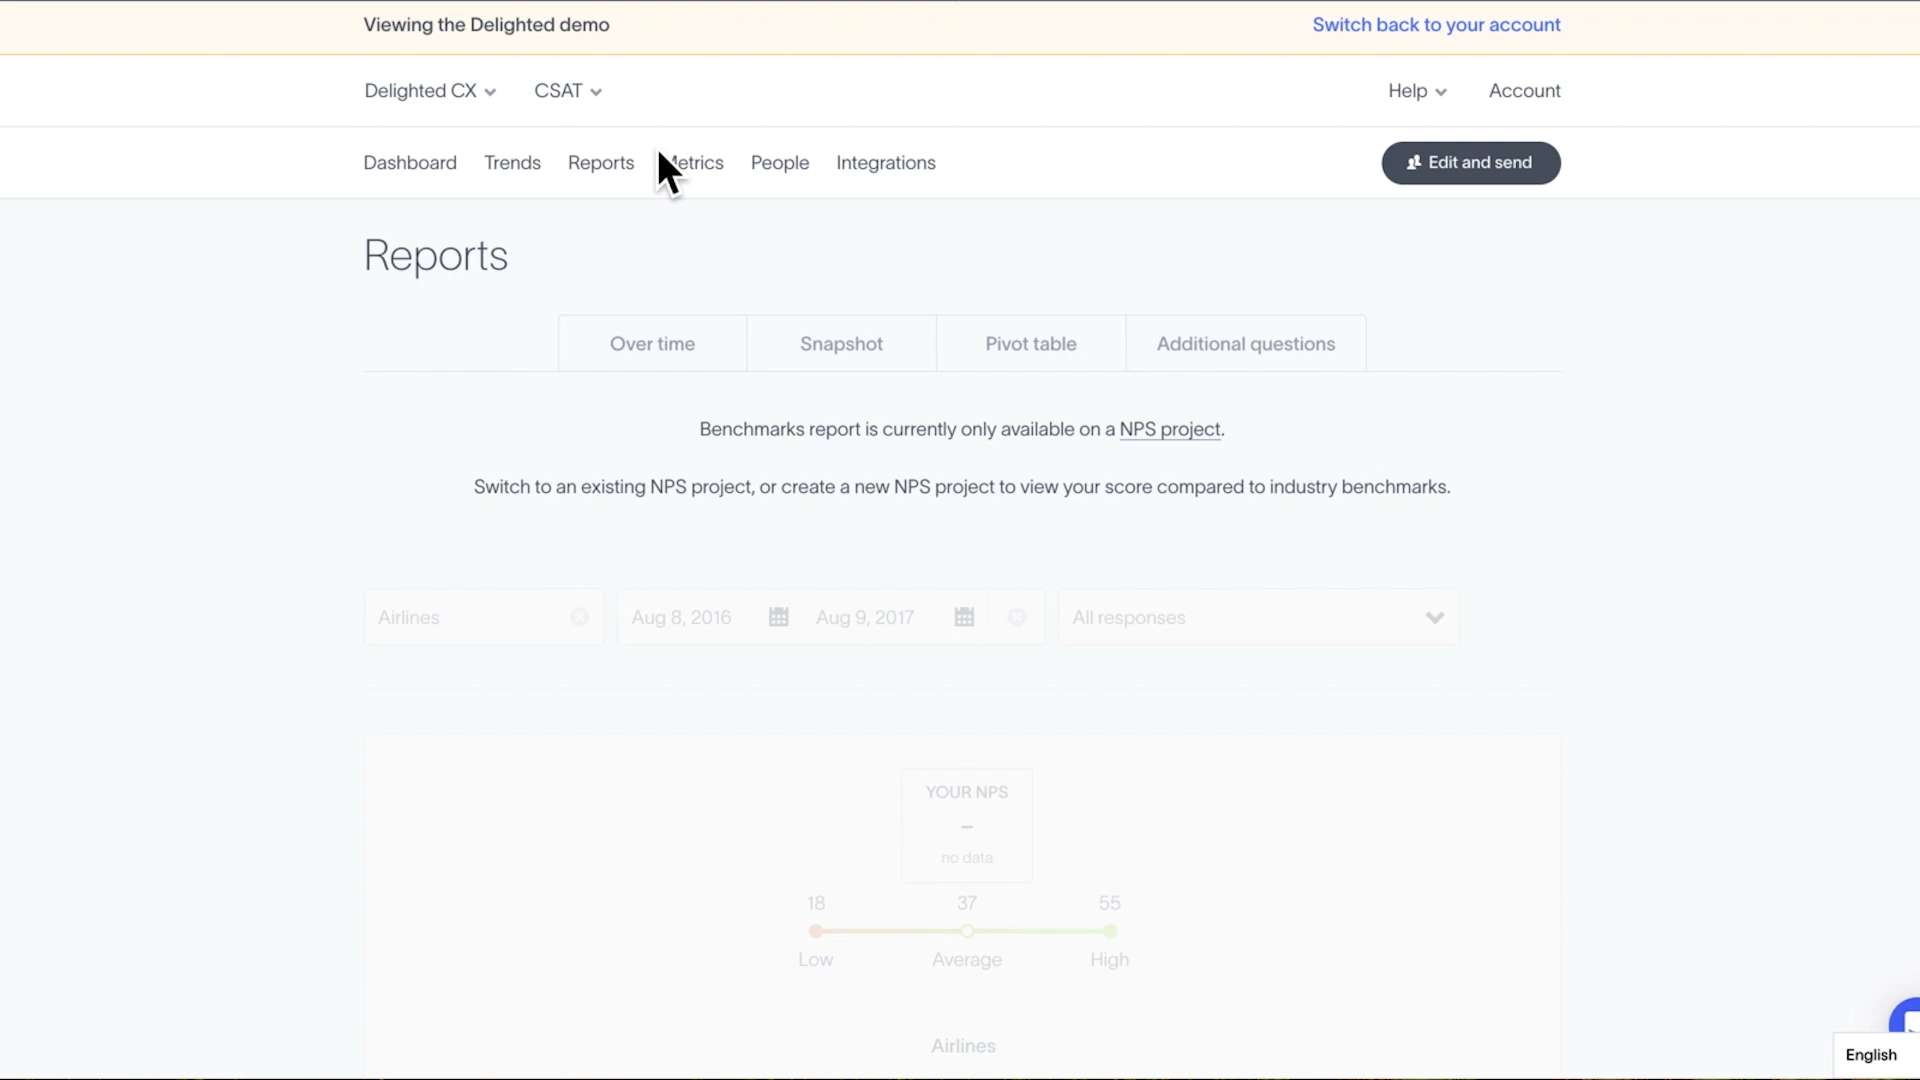 Viewing the Delighted demo
Switch back to your account
Delighted CX
CSAT
Help
Account
Dashboard
Trends
Reports
People
Integrations
Edit and send
Reports
Over time
Snapshot
Pivot table
Additional questions
Benchmarks report is currently only available on a NPS project.
Switch to an existing NPS project, or create a new NPS project to view your score compared to industry benchmarks.
Airlines
Aug 8, 2016
Aug 9, 2017
All responses
YOUR NPS
–
no data
18
37
55
Low
Average
High
Airlines
English